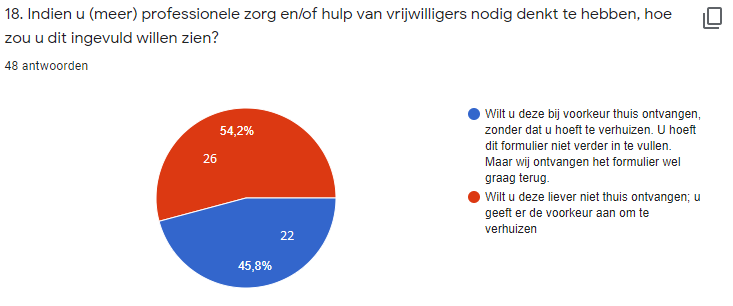 18. Indien u (meer) professionele zorg en/of hulp van vrijwilligers nodig denkt te hebben, hoe
zou u dit ingevuld willen zien?
48 antwoorden
54,2%
26
22
45,8%
Wilt u deze bij voorkeur thuis ontvangen,
zonder dat u hoeft te verhuizen. U hoeft
dit formulier niet verder in te vullen.
Maar wij ontvangen het formulier wel
graag terug.
Wilt u deze liever niet thuis ontvangen; u
geeft er de voorkeur aan om te
verhuizen